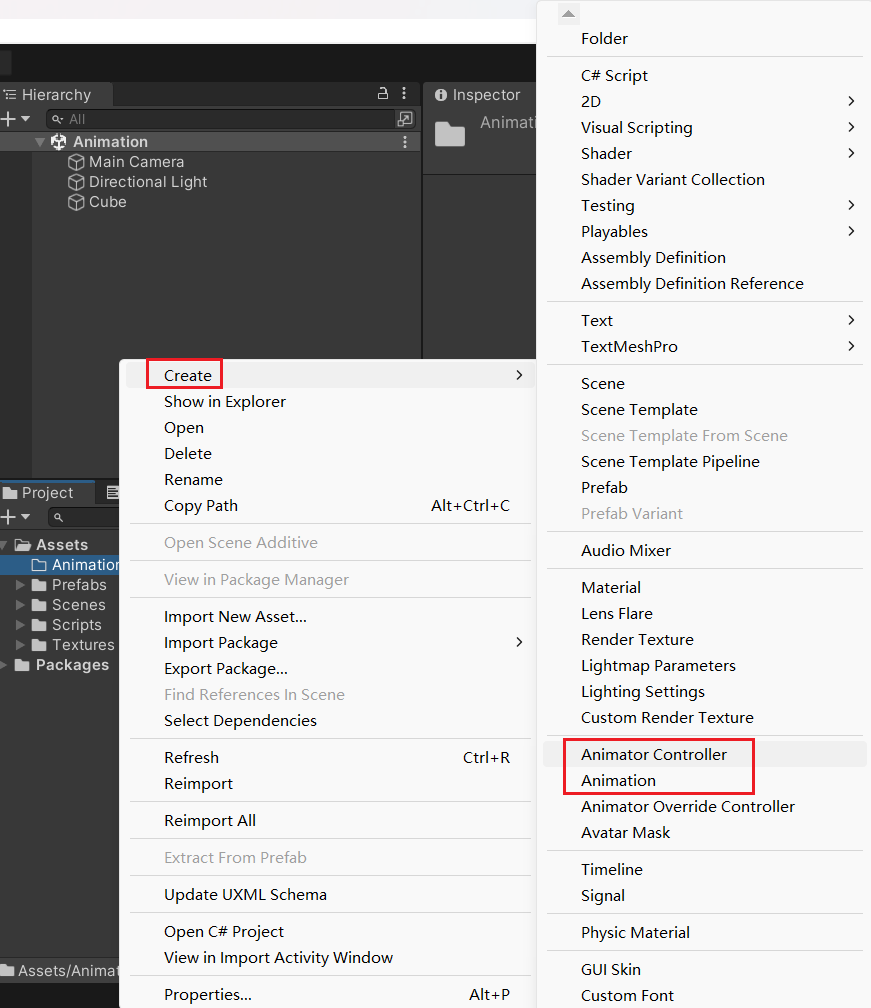 Hierarchy
All
Animation
Main Camera
Directional Light
Cube
Inspector
Animati
Project
Assets
Animation
Prefabs
Scenes
Scripts
Textures
Packages
Assets/Animat
Create
Show in Explorer
Open
Delete
Rename
Copy Path Alt+Ctrl+C
Open Scene Additive
View in Package Manager
Import New Asset...
Import Package
Export Package...
Find References In Scene
Select Dependencies
Refresh Ctrl+R
Reimport
Reimport All
Extract From Prefab
Update UXML Schema
Open C# Project
View in Import Activity Window
Properties... Alt+P
Folder
C# Script
2D
Visual Scripting
Shader
Shader Variant Collection
Testing
Playables
Assembly Definition
Assembly Definition Reference
Text
TextMeshPro
Scene
Scene Template
Scene Template From Scene
Scene Template Pipeline
Prefab
Prefab Variant
Audio Mixer
Material
Lens Flare
Render Texture
Lightmap Parameters
Lighting Settings
Custom Render Texture
Animator Controller
Animation
Animator Override Controller
Avatar Mask
Timeline
Signal
Physic Material
GUI Skin
Custom Font